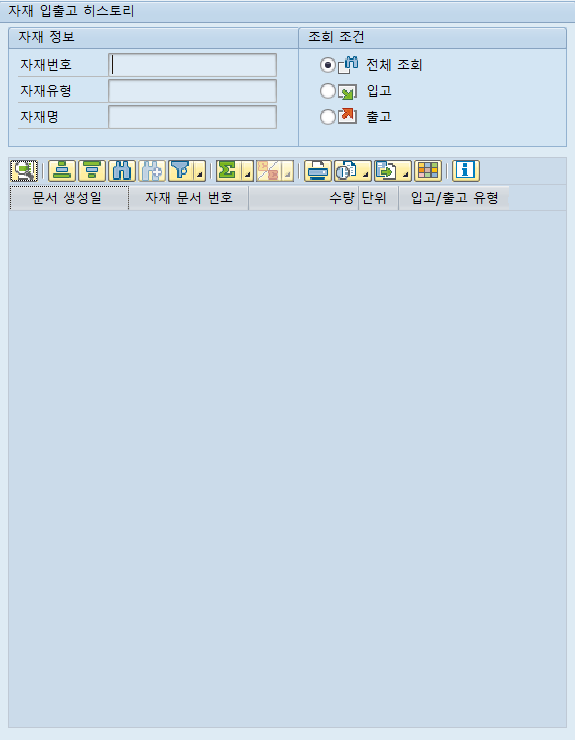 자재 입출고 히스토리
자재 정보
조회 조건
자재번호
전체 조회
자재유형
입고
자재명
출고
문서 생성일 자재 문서 번호 수량 단위 입고/출고 유형